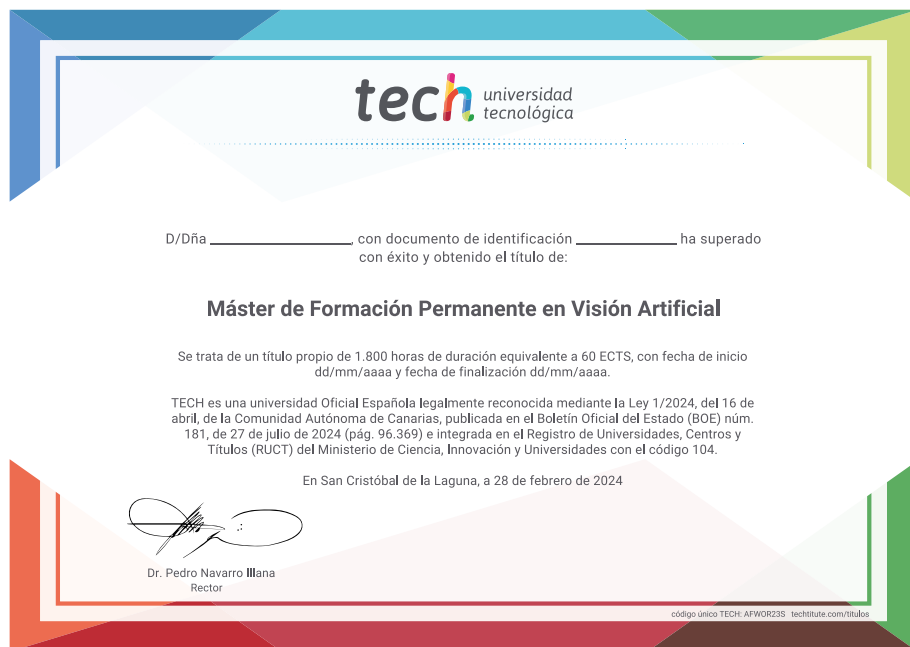 tech universidad
tecnológica
D/Dña ______________, con documento de identificación ____________ ha superado
con éxito y obtenido el título de:
Máster de Formación Permanente en Visión Artificial
Se trata de un título propio de 1.800 horas de duración equivalente a 60 ECTS, con fecha de inicio
dd/mm/aaaa y fecha de finalización dd/mm/aaaa.
TECH es una universidad Oficial Española legalmente reconocida mediante la Ley 1/2024, del 16 de
abril, de la Comunidad Autónoma de Canarias, publicada en el Boletín Oficial del Estado (BOE) núm.
181, de 27 de julio de 2024 (pág. 96.369) e integrada en el Registro de Universidades, Centros y
Títulos (RUCT) del Ministerio de Ciencia, Innovación y Universidades con el código 104.
En San Cristóbal de la Laguna, a 28 de febrero de 2024
Dr. Pedro Navarro Illana
Rector
código único TECH: AFWOR23S techtitute.com/titulos